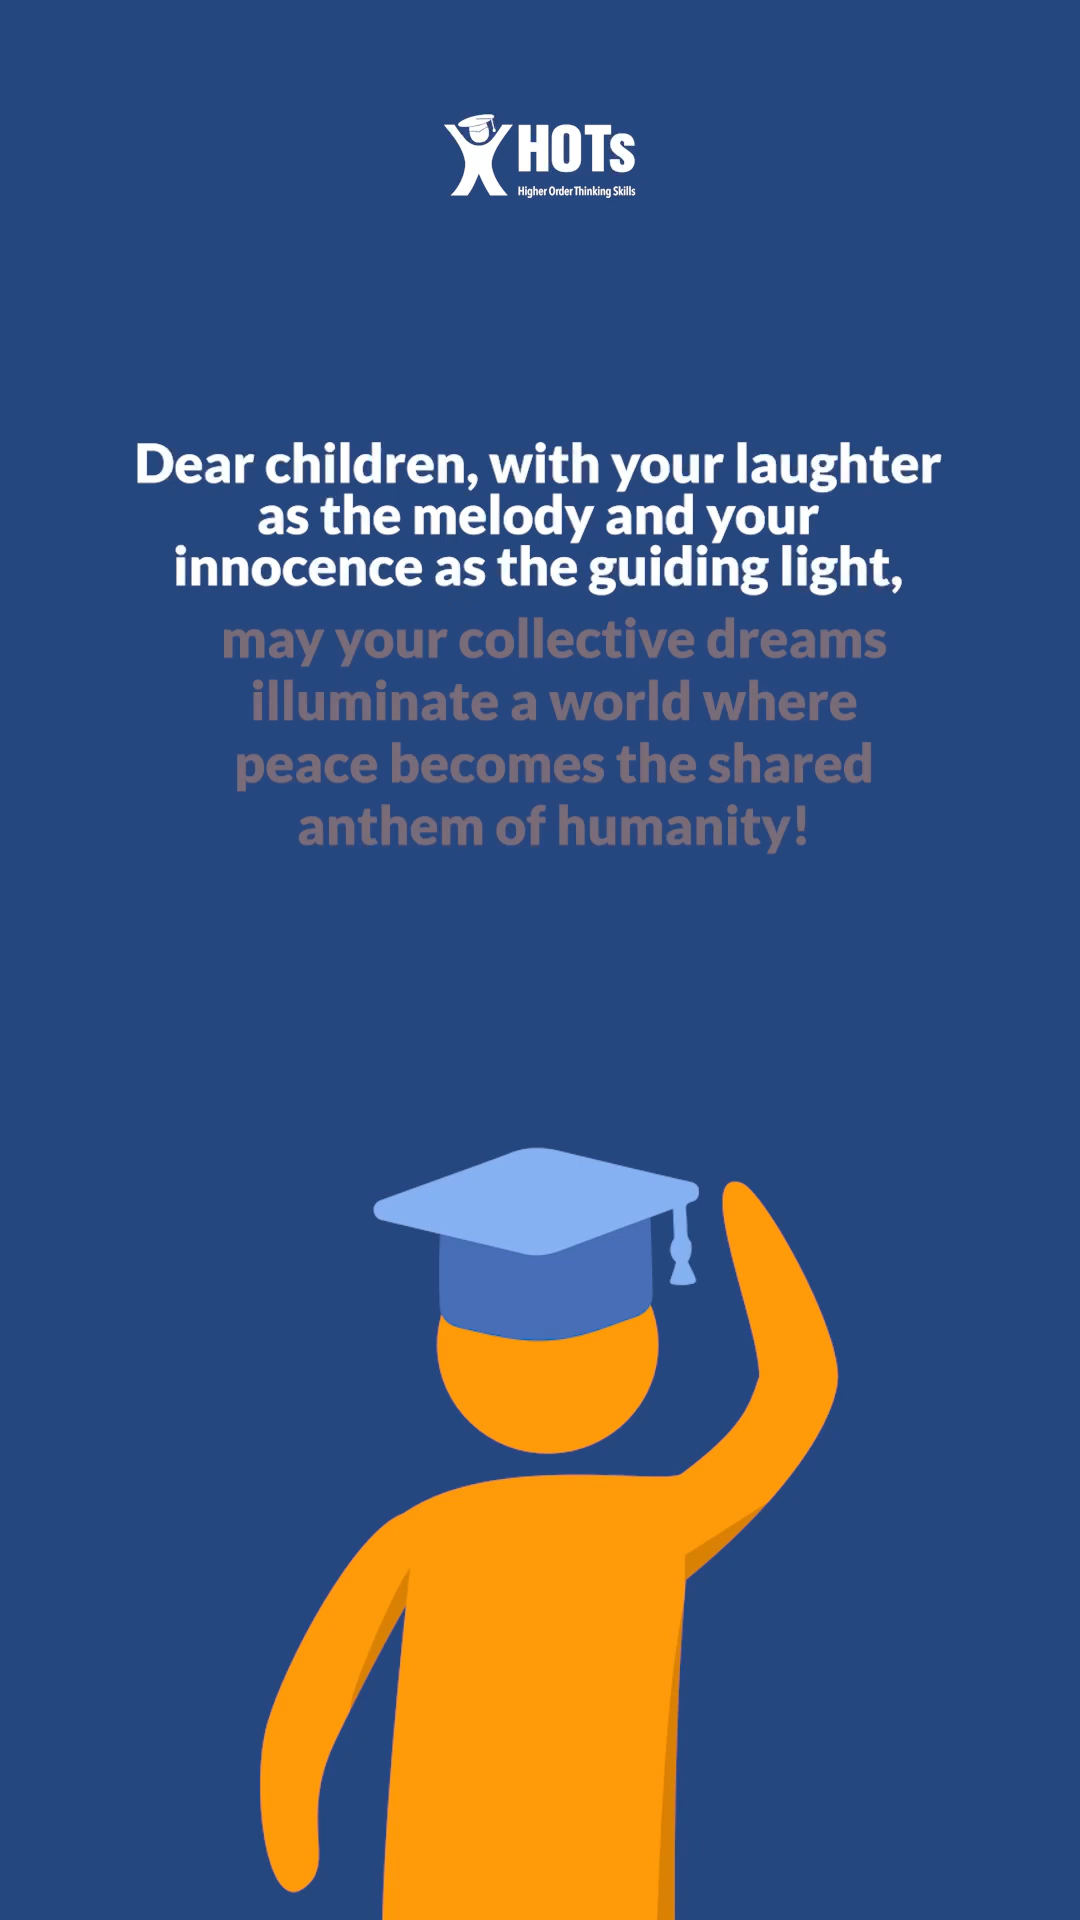 HOTs
Higher Order Thinking Skills
Dear children, with your laughter
as the melody and your
innocence as the guiding light,
may your collective dreams
illuminate a world where
peace becomes the shared
anthem of humanity!